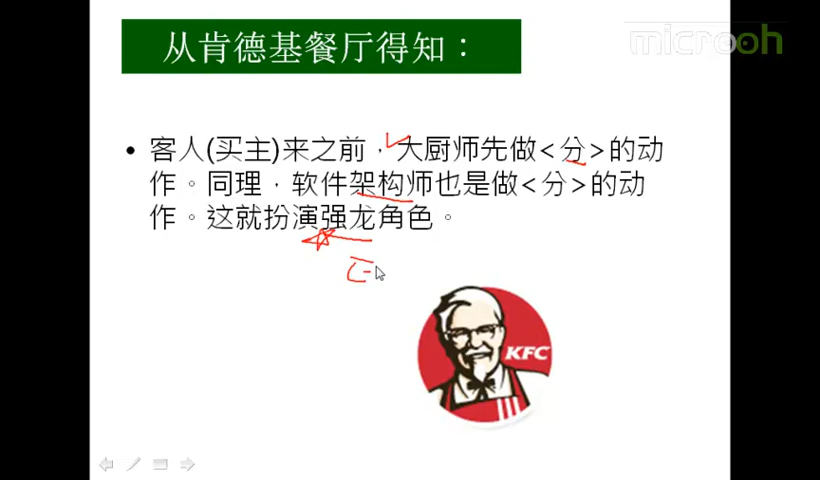 microoh
从肯德基餐厅得知：
• 客人(买主)来之前，大厨师先做<分>的动
作。同理，软件架构师也是做<分>的动
作。这就扮演强龙角色。
KFC